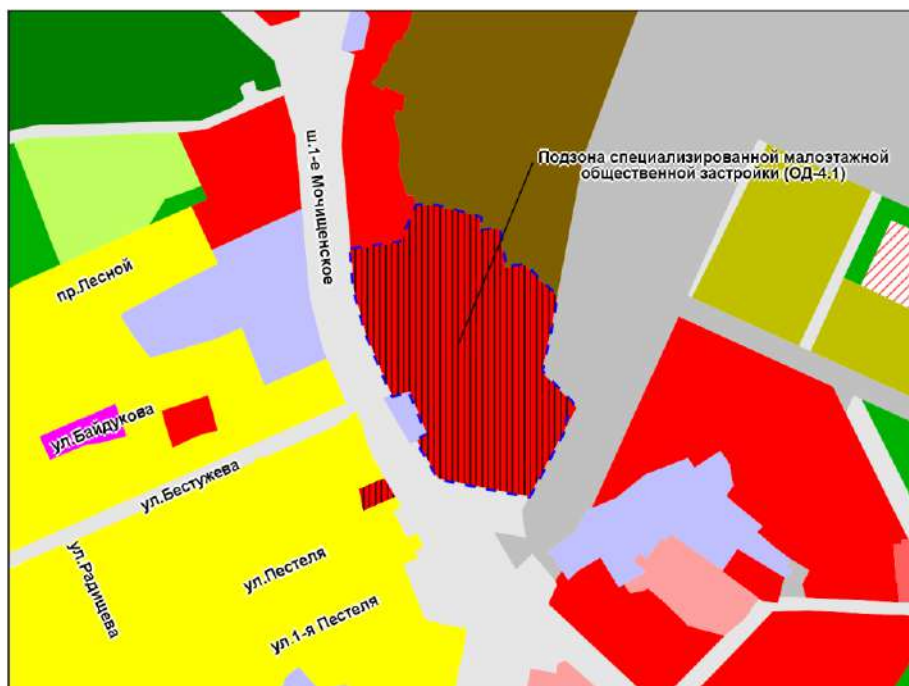 ш.1-е Мочищенское
Подзона специализированной малоэтажной
общественной застройки (ОД-4.1)
пр.Лесной
ул.Байдукова
ул.Бестужева
ул.Радищева
ул.Пестеля
ул.1-я Пестеля